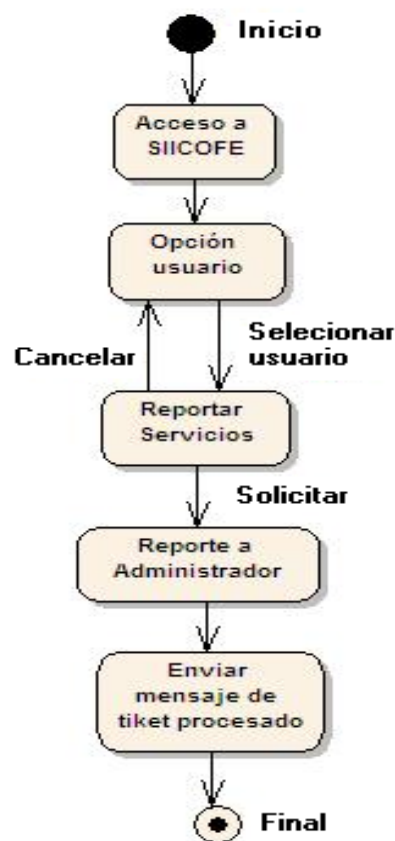 Inicio
Acceso a
SIICOFE
Opción
usuario
Cancelar
Selecionar
usuario
Reportar
Servicios
Solicitar
Reporte a
Administrador
Enviar
mensaje de
tiket procesado
Final